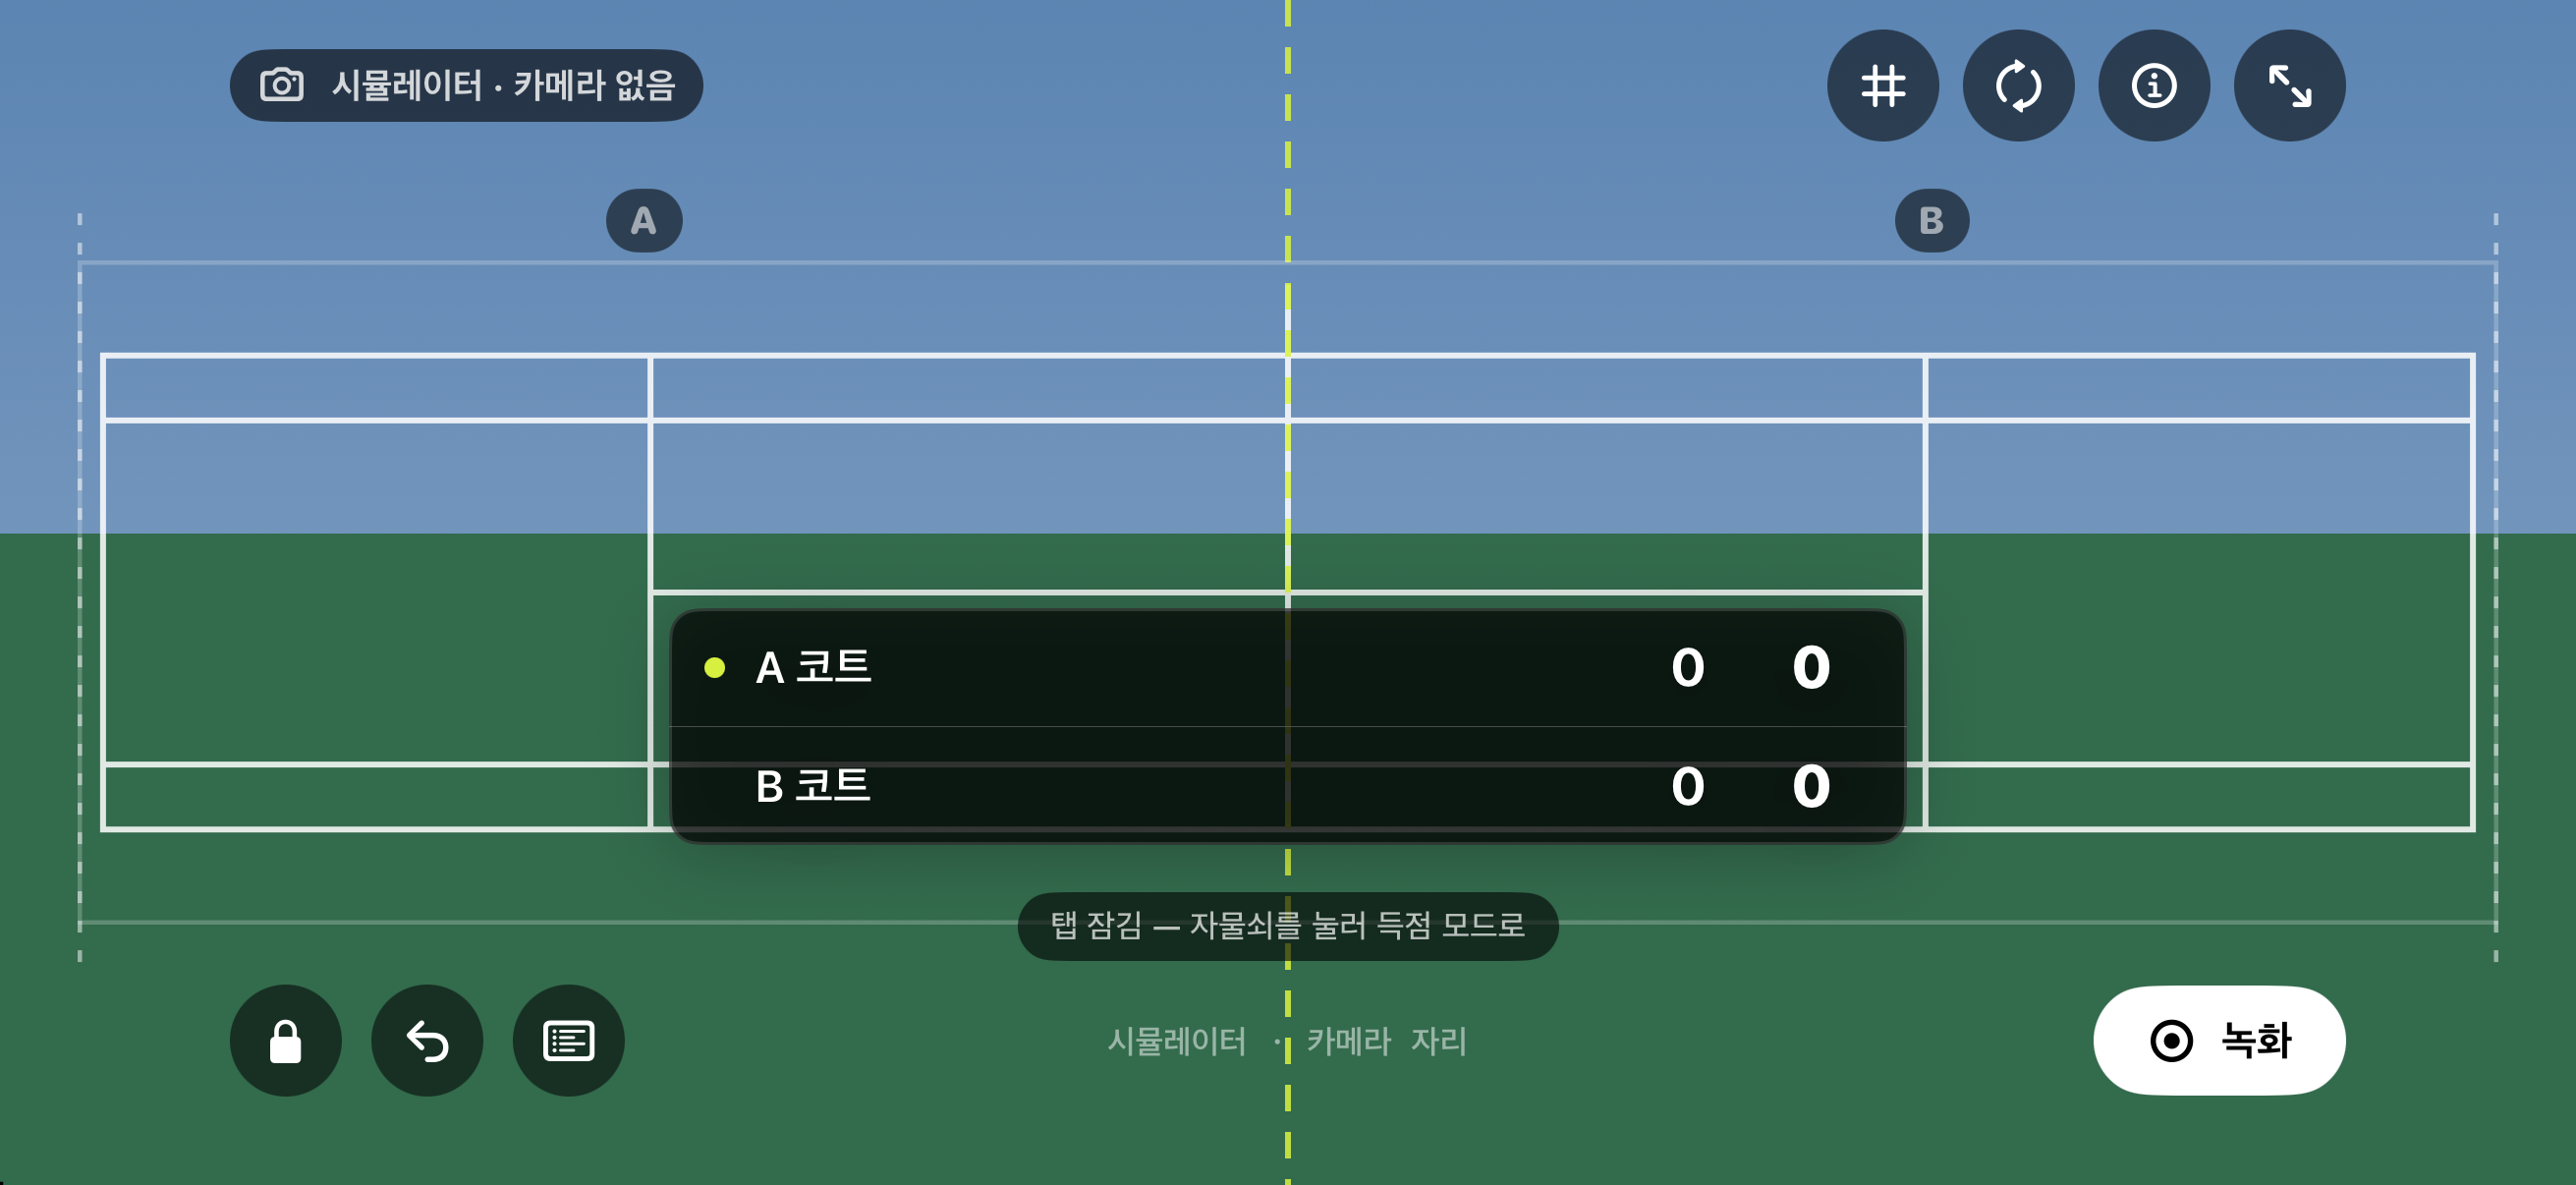 시뮬레이터 · 카메라 없음
A
B
A 코트 0 0
B 코트 0 0
탭 잠김 — 자물쇠를 눌러 득점 모드로
시뮬레이터 · 카메라 자리
녹화